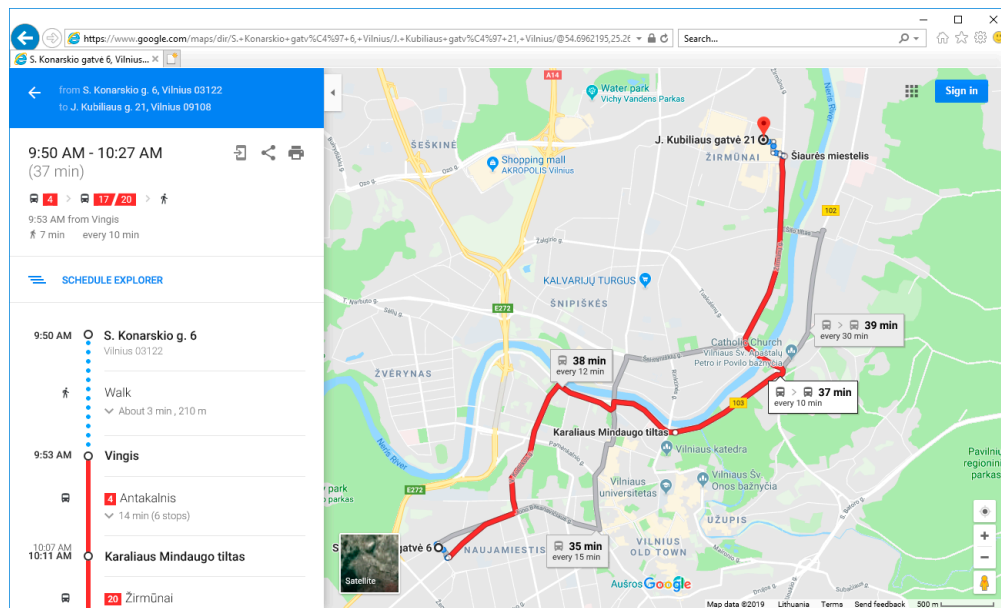 https://www.google.com/maps/dir/S.+Konarskio+gatv%C4%97+6,+Vilnius/J.+Kubiliaus+gatv%C4%97+21,+Vilnius/@54.6962195,25.26
Search...
S. Konarskio gatvė 6, Vilnius...
from S. Konarskio g. 6, Vilnius 03122
to J. Kubiliaus g. 21, Vilnius 09108
9:50 AM - 10:27 AM
(37 min)
4 > 17 / 20 >
9:53 AM from Vingis
7 min every 10 min
SCHEDULE EXPLORER
9:50 AM S. Konarskio g. 6
Vilnius 03122
Walk
About 3 min , 210 m
9:53 AM Vingis
4 Antakalnis
14 min (6 stops)
10:07 AM
10:11 AM Karaliaus Mindaugo tiltas
20 Žirmūnai
Sign in
A14
Water park
Vichy Vandens Parkas
J. Kubiliaus gatvė 21
ŽIRMŪNAI
Šiaurės miestelis
ŠEŠKINĖ
Shopping mall
AKROPOLIS Vilnius
Ozo g.
102
Žalgirio g.
KALVARIJŲ TURGUS
ŠNIPIŠKĖS
E272
39 min
every 30 min
Catholic Church
Vilniaus Šv. Apaštalų
Petro ir Povilo bažnyčia
38 min
every 12 min
ŽVĖRYNAS
37 min
every 10 min
103
Karaliaus Mindaugo tiltas
Vilniaus katedra
Neris River
Pavilnių
regioninis
parkas
Vilniaus
universitetas
Vilniaus Šv.
Onos bažnyčia
E272
UŽUPIS
gatvė 6
NAUJAMIESTIS
35 min
every 15 min
VILNIUS
OLD TOWN
Satellite
Aušros
Google
Map data ©2019 Lithuania Terms Send feedback 500 m